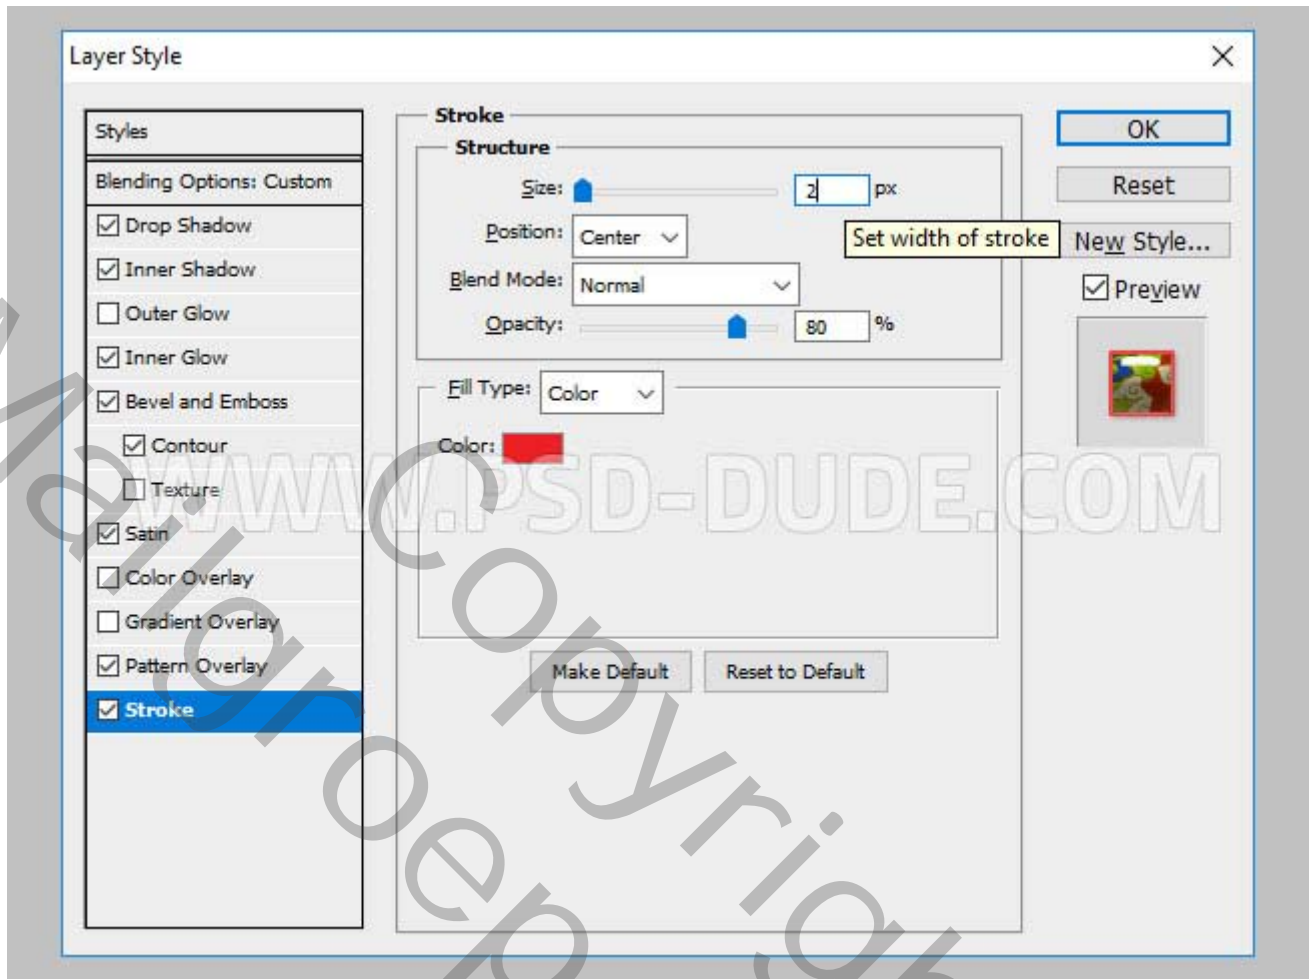 Layer Style
Styles
Blending Options: Custom
Drop Shadow
Inner Shadow
Outer Glow
Inner Glow
Bevel and Emboss
Contour
Texture
Satin
Color Overlay
Gradient Overlay
Pattern Overlay
Stroke
Stroke
Structure
Size: 2 px
Position: Center
Set width of stroke
Blend Mode: Normal
Opacity: 80 %
Fill Type: Color
Color:
Make Default Reset to Default
OK
Reset
New Style...
Preview
WWW.PSD-DUDE.COM
Copyright
Mailgroep